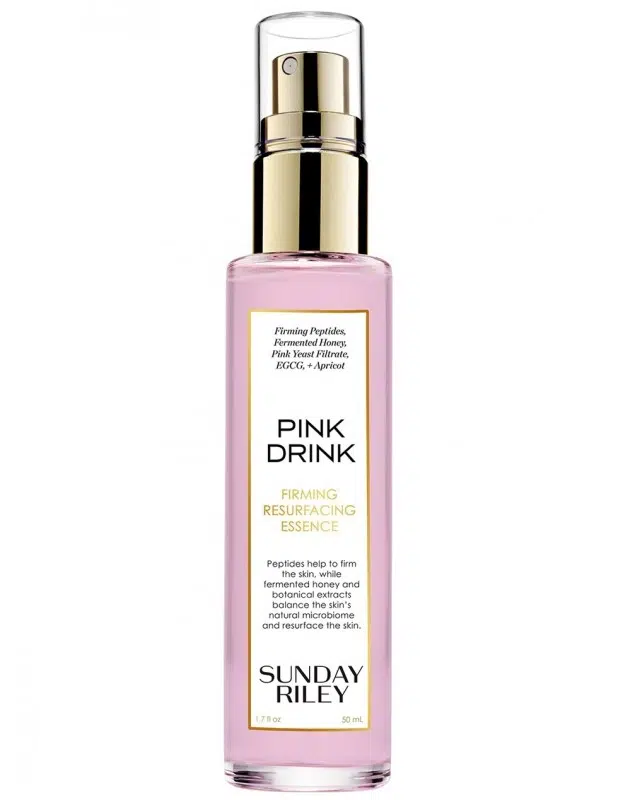 Firming Peptides,
Fermented Honey,
Pink Yeast Filtrate,
EGCG, + Apricot
PINK
DRINK
FIRMING
RESURFACING
ESSENCE
Peptides help to firm
the skin, while
fermented honey and
botanical extracts
balance the skin's
natural microbiome
and resurface the skin.
SUNDAY
RILEY
1.7 fl oz 50 mL